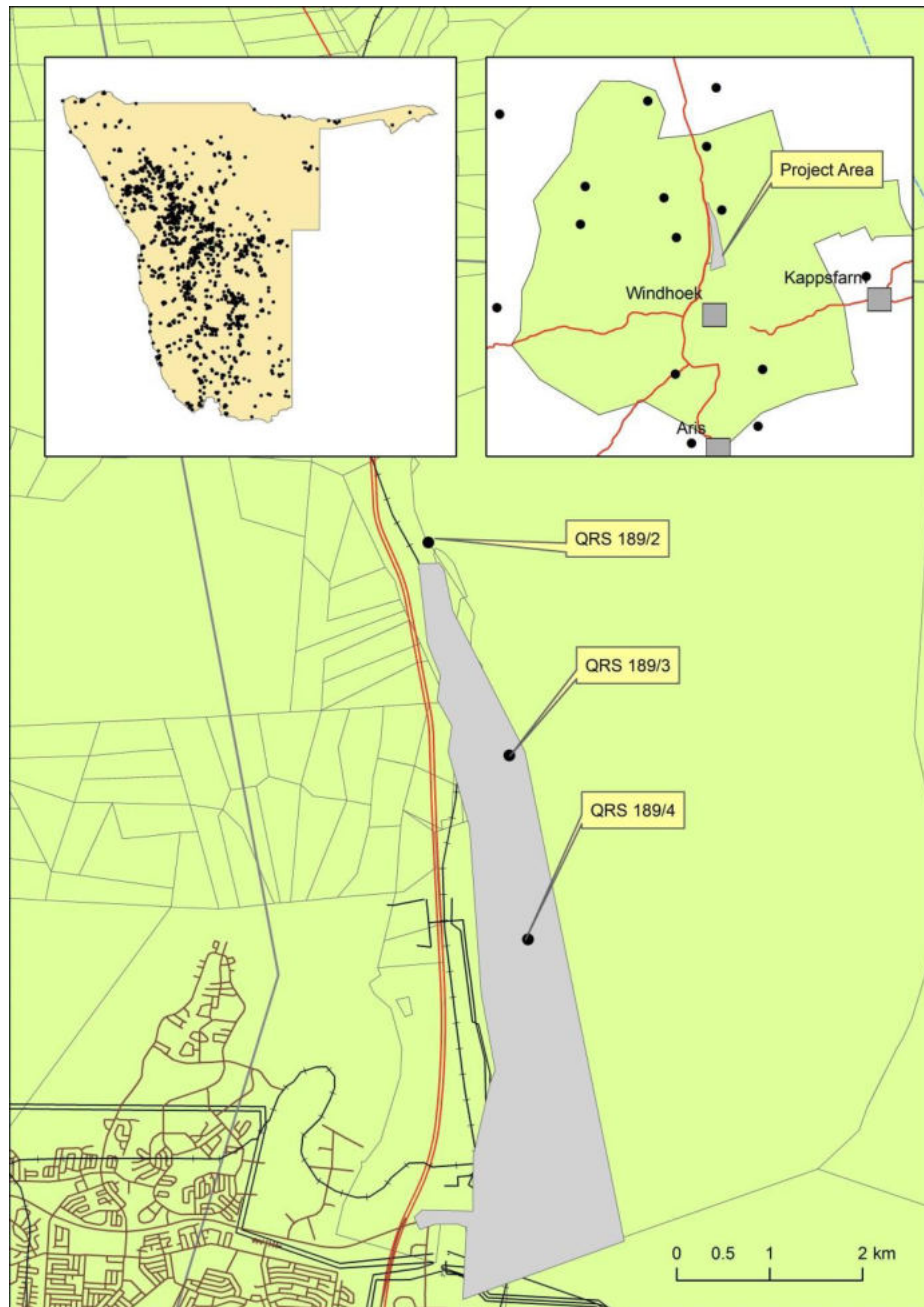 Project Area
Kappsfarm
Windhoek
Aris
QRS 189/2
QRS 189/3
QRS 189/4
0 0.5 1 2 km